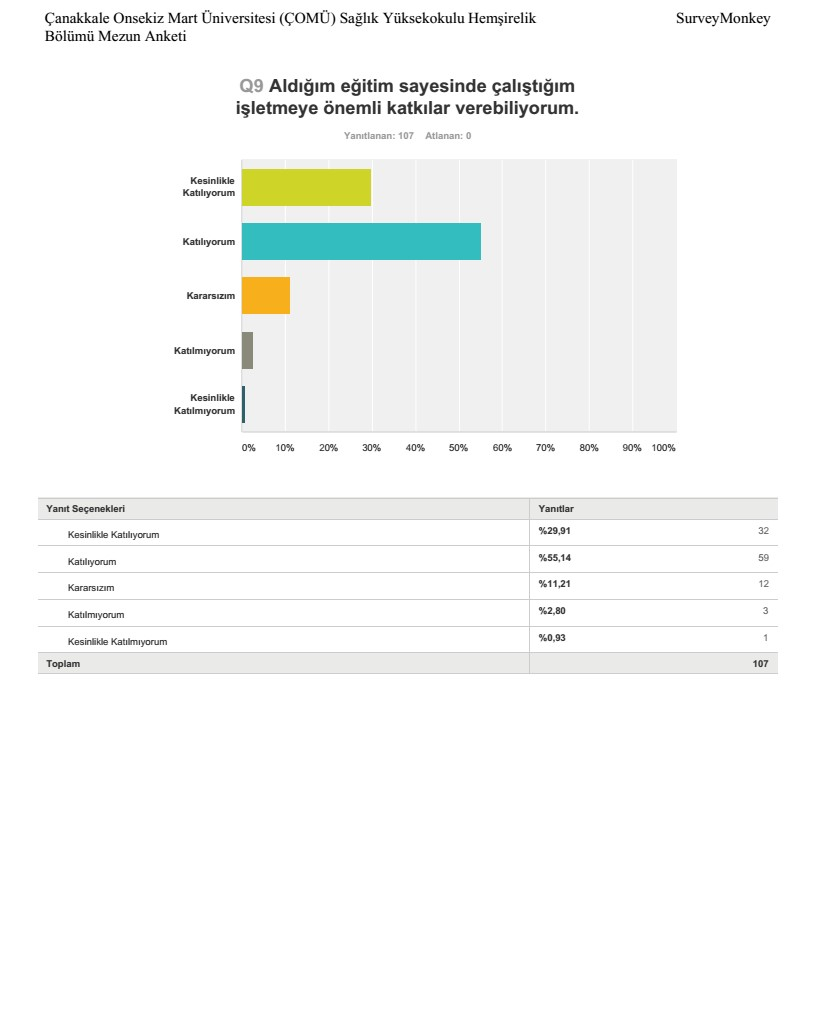 Çanakkale Onsekiz Mart Üniversitesi (ÇOMÜ) Sağlık Yüksekokulu Hemşirelik
Bölümü Mezun Anketi
SurveyMonkey
Q9 Aldığım eğitim sayesinde çalıştığım
işletmeye önemli katkılar verebiliyorum.
Yanıtlanan: 107 Atlanan: 0
Kesinlikle
Katılıyorum
Katılıyorum
Kararsızım
Katılmıyorum
Kesinlikle
Katılmıyorum
0% 10% 20% 30% 40% 50% 60% 70% 80% 90% 100%
Yanıt Seçenekleri Yanıtlar
Kesinlikle Katılıyorum %29,91 32
Katılıyorum %55,14 59
Kararsızım %11,21 12
Katılmıyorum %2,80 3
Kesinlikle Katılmıyorum %0,93 1
Toplam 107